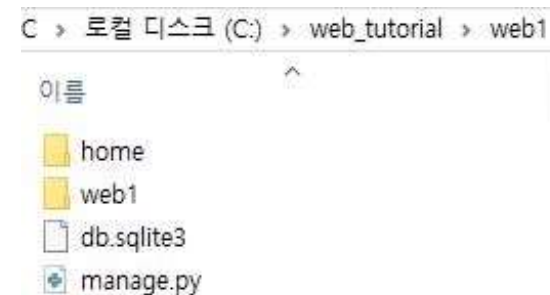 C > 로컬 디스크 (C:) > web_tutorial > web1
이름
home
web1
db.sqlite3
manage.py